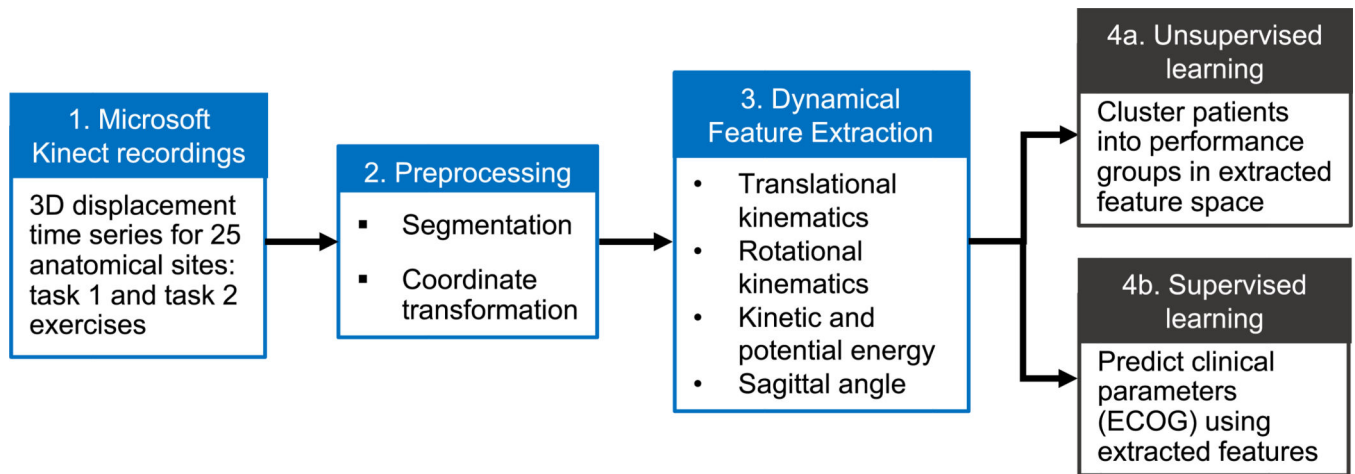 1. Microsoft
Kinect recordings
3D displacement
time series for 25
anatomical sites:
task 1 and task 2
exercises
2. Preprocessing
▪ Segmentation
▪ Coordinate
transformation
3. Dynamical
Feature Extraction
• Translational
kinematics
• Rotational
kinematics
• Kinetic and
potential energy
• Sagittal angle
4a. Unsupervised
learning
Cluster patients
into performance
groups in extracted
feature space
4b. Supervised
learning
Predict clinical
parameters
(ECOG) using
extracted features